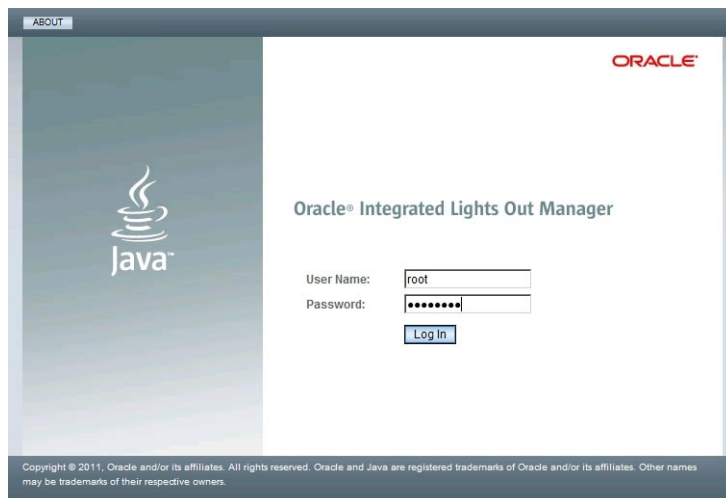 ABOUT
ORACLE®
Java™
Oracle® Integrated Lights Out Manager
User Name: root
Password: ●●●●●●●●
Log In
Copyright © 2011, Oracle and/or its affiliates. All rights reserved. Oracle and Java are registered trademarks of Oracle and/or its affiliates. Other names
may be trademarks of their respective owners.